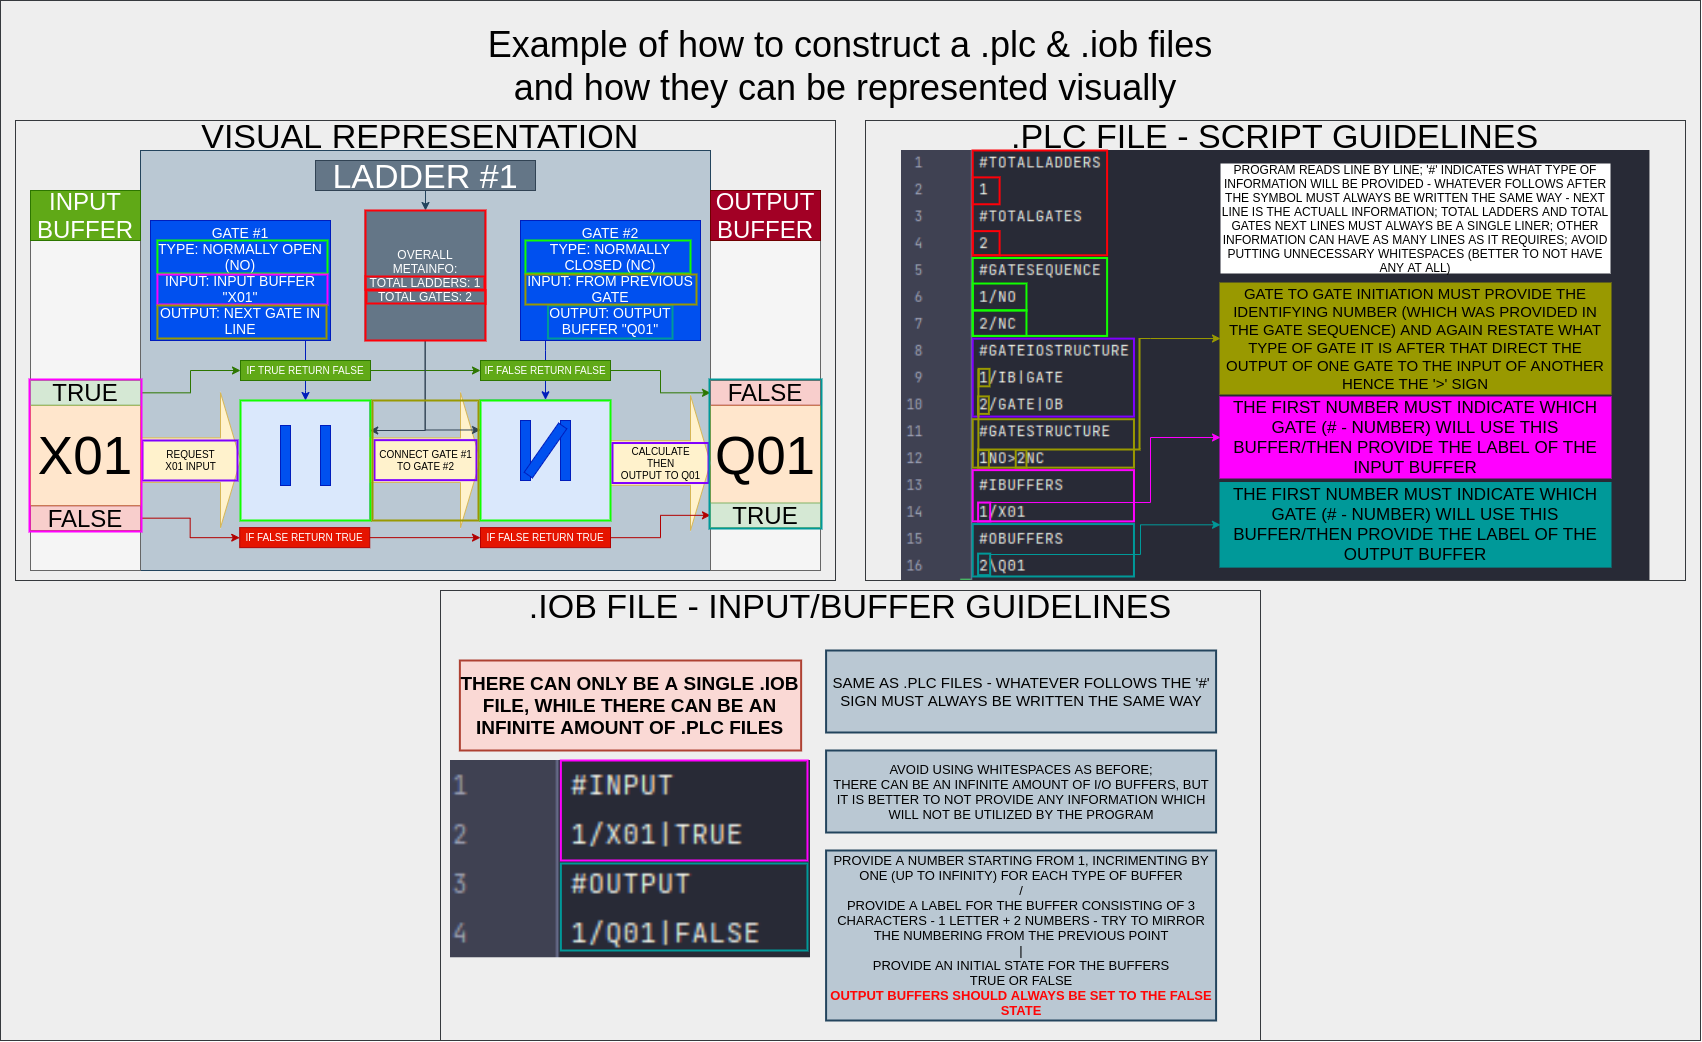 Example of how to construct a .plc & .iob files
and how they can be represented visually
VISUAL REPRESENTATION
LADDER #1
INPUT
BUFFER
OUTPUT
BUFFER
GATE #1
TYPE: NORMALLY OPEN
(NO)
INPUT: INPUT BUFFER
"X01"
OUTPUT: NEXT GATE IN
LINE
OVERALL
METAINFO:
TOTAL LADDERS: 1
TOTAL GATES: 2
GATE #2
TYPE: NORMALLY
CLOSED (NC)
INPUT: FROM PREVIOUS
GATE
OUTPUT: OUTPUT
BUFFER "Q01"
IF TRUE RETURN FALSE
IF FALSE RETURN FALSE
TRUE
X01
FALSE
REQUEST
X01 INPUT
CONNECT GATE #1
TO GATE #2
CALCULATE
THEN
OUTPUT TO Q01
FALSE
Q01
TRUE
IF FALSE RETURN TRUE
IF FALSE RETURN TRUE
.PLC FILE - SCRIPT GUIDELINES
1 #TOTALLADDERS
2 1
3 #TOTALGATES
4 2
5 #GATESEQUENCE
6 1/NO
7 2/NC
8 #GATEIOSTRUCTURE
9 1/IB|GATE
10 2/GATE|OB
11 #GATESTRUCTURE
12 1NO>2NC
13 #IBUFFERS
14 1/X01
15 #OBUFFERS
16 2\Q01
PROGRAM READS LINE BY LINE; '#' INDICATES WHAT TYPE OF
INFORMATION WILL BE PROVIDED - WHATEVER FOLLOWS AFTER
THE SYMBOL MUST ALWAYS BE WRITTEN THE SAME WAY - NEXT
LINE IS THE ACTUALL INFORMATION; TOTAL LADDERS AND TOTAL
GATES NEXT LINES MUST ALWAYS BE A SINGLE LINER; OTHER
INFORMATION CAN HAVE AS MANY LINES AS IT REQUIRES; AVOID
PUTTING UNNECESSARY WHITESPACES (BETTER TO NOT HAVE
ANY AT ALL)
GATE TO GATE INITIATION MUST PROVIDE THE
IDENTIFYING NUMBER (WHICH WAS PROVIDED IN
THE GATE SEQUENCE) AND AGAIN RESTATE WHAT
TYPE OF GATE IT IS AFTER THAT DIRECT THE
OUTPUT OF ONE GATE TO THE INPUT OF ANOTHER
HENCE THE '>' SIGN
THE FIRST NUMBER MUST INDICATE WHICH
GATE (# - NUMBER) WILL USE THIS
BUFFER/THEN PROVIDE THE LABEL OF THE
INPUT BUFFER
THE FIRST NUMBER MUST INDICATE WHICH
GATE (# - NUMBER) WILL USE THIS
BUFFER/THEN PROVIDE THE LABEL OF THE
OUTPUT BUFFER
.IOB FILE - INPUT/BUFFER GUIDELINES
THERE CAN ONLY BE A SINGLE .IOB
FILE, WHILE THERE CAN BE AN
INFINITE AMOUNT OF .PLC FILES
1 #INPUT
2 1/X01|TRUE
3 #OUTPUT
4 1/Q01|FALSE
SAME AS .PLC FILES - WHATEVER FOLLOWS THE '#'
SIGN MUST ALWAYS BE WRITTEN THE SAME WAY
AVOID USING WHITESPACES AS BEFORE;
THERE CAN BE AN INFINITE AMOUNT OF I/O BUFFERS, BUT
IT IS BETTER TO NOT PROVIDE ANY INFORMATION WHICH
WILL NOT BE UTILIZED BY THE PROGRAM
PROVIDE A NUMBER STARTING FROM 1, INCRIMENTING BY
ONE (UP TO INFINITY) FOR EACH TYPE OF BUFFER
/
PROVIDE A LABEL FOR THE BUFFER CONSISTING OF 3
CHARACTERS - 1 LETTER + 2 NUMBERS - TRY TO MIRROR
THE NUMBERING FROM THE PREVIOUS POINT
|
PROVIDE AN INITIAL STATE FOR THE BUFFERS
TRUE OR FALSE
OUTPUT BUFFERS SHOULD ALWAYS BE SET TO THE FALSE
STATE